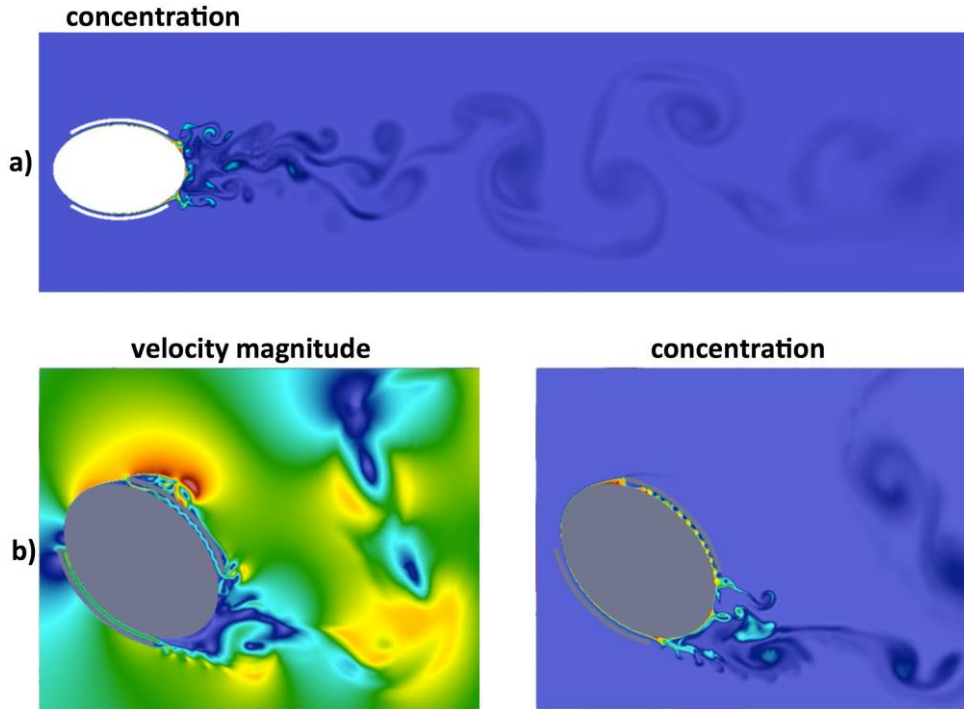 concentration
a)
velocity magnitude
concentration
b)